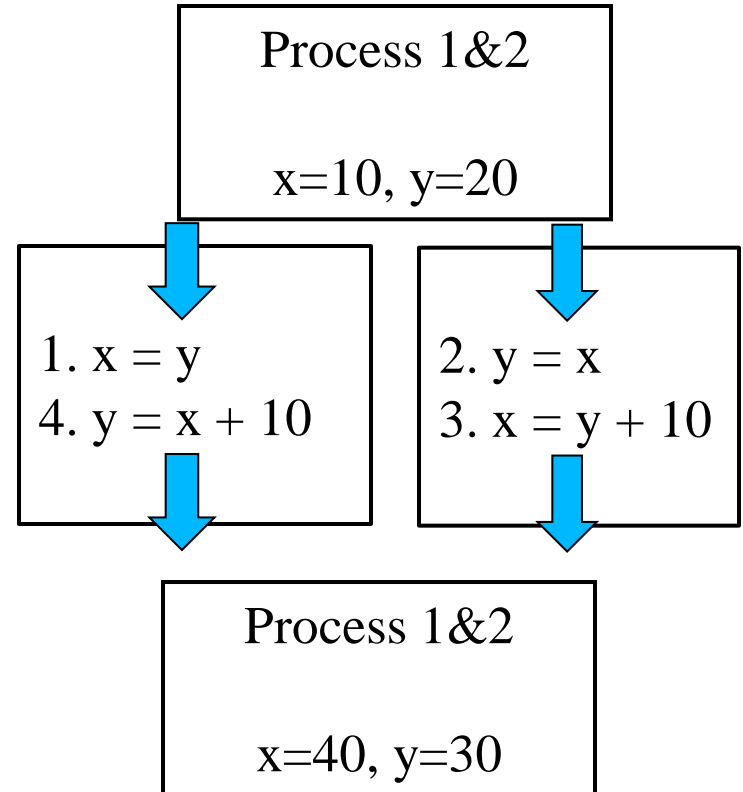 Process 1&2
x=10, y=20
1. x = y
4. y = x + 10
2. y = x
3. x = y + 10
Process 1&2
x=40, y=30